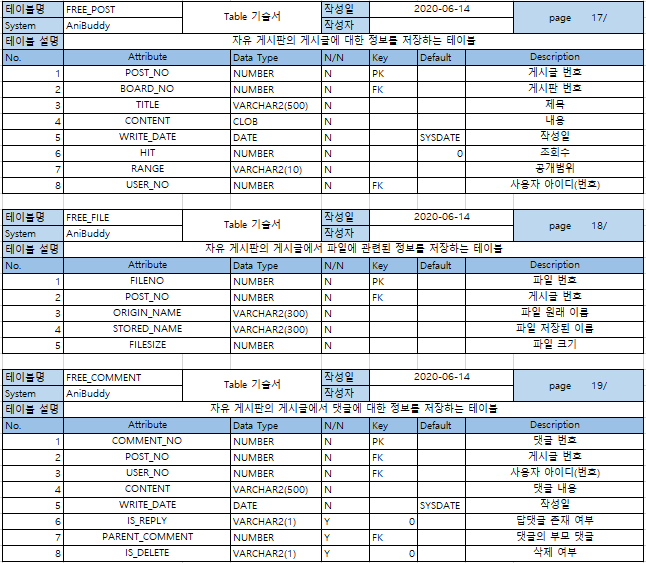 테이블명 FREE_POST Table 기술서 작성일 2020-06-14 page 17/
System AniBuddy 작성자
테이블 설명 자유 게시판의 게시글에 대한 정보를 저장하는 테이블
No. Attribute Data Type N/N Key Default Description
1 POST_NO NUMBER N PK 게시글 번호
2 BOARD_NO NUMBER N FK 게시판 번호
3 TITLE VARCHAR2(500) N 제목
4 CONTENT CLOB N 내용
5 WRITE_DATE DATE N SYSDATE 작성일
6 HIT NUMBER N 0 조회수
7 RANGE VARCHAR2(10) N 공개범위
8 USER_NO NUMBER N FK 사용자 아이디(번호)
테이블명 FREE_FILE Table 기술서 작성일 2020-06-14 page 18/
System AniBuddy 작성자
테이블 설명 자유 게시판의 게시글에서 파일에 관련된 정보를 저장하는 테이블
No. Attribute Data Type N/N Key Default Description
1 FILENO NUMBER N PK 파일 번호
2 POST_NO NUMBER N FK 게시글 번호
3 ORIGIN_NAME VARCHAR2(300) N 파일 원래 이름
4 STORED_NAME VARCHAR2(300) N 파일 저장된 이름
5 FILESIZE NUMBER N 파일 크기
테이블명 FREE_COMMENT Table 기술서 작성일 2020-06-14 page 19/
System AniBuddy 작성자
테이블 설명 자유 게시판의 게시글에서 댓글에 대한 정보를 저장하는 테이블
No. Attribute Data Type N/N Key Default Description
1 COMMENT_NO NUMBER N PK 댓글 번호
2 POST_NO NUMBER N FK 게시글 번호
3 USER_NO NUMBER N FK 사용자 아이디(번호)
4 CONTENT VARCHAR2(500) N 댓글 내용
5 WRITE_DATE DATE N SYSDATE 작성일
6 IS_REPLY VARCHAR2(1) Y 0 답댓글 존재 여부
7 PARENT_COMMENT NUMBER Y FK 댓글의 부모 댓글
8 IS_DELETE VARCHAR2(1) Y 0 삭제 여부